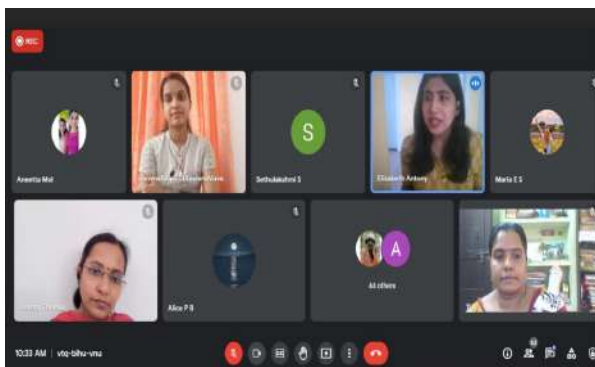 REC
S
Aneetta Mol
Sethulakshmi S
Elizabeth Antony
Maria E S
A
Alice P B
All others
10:33 AM | vtq-bihu-vnu